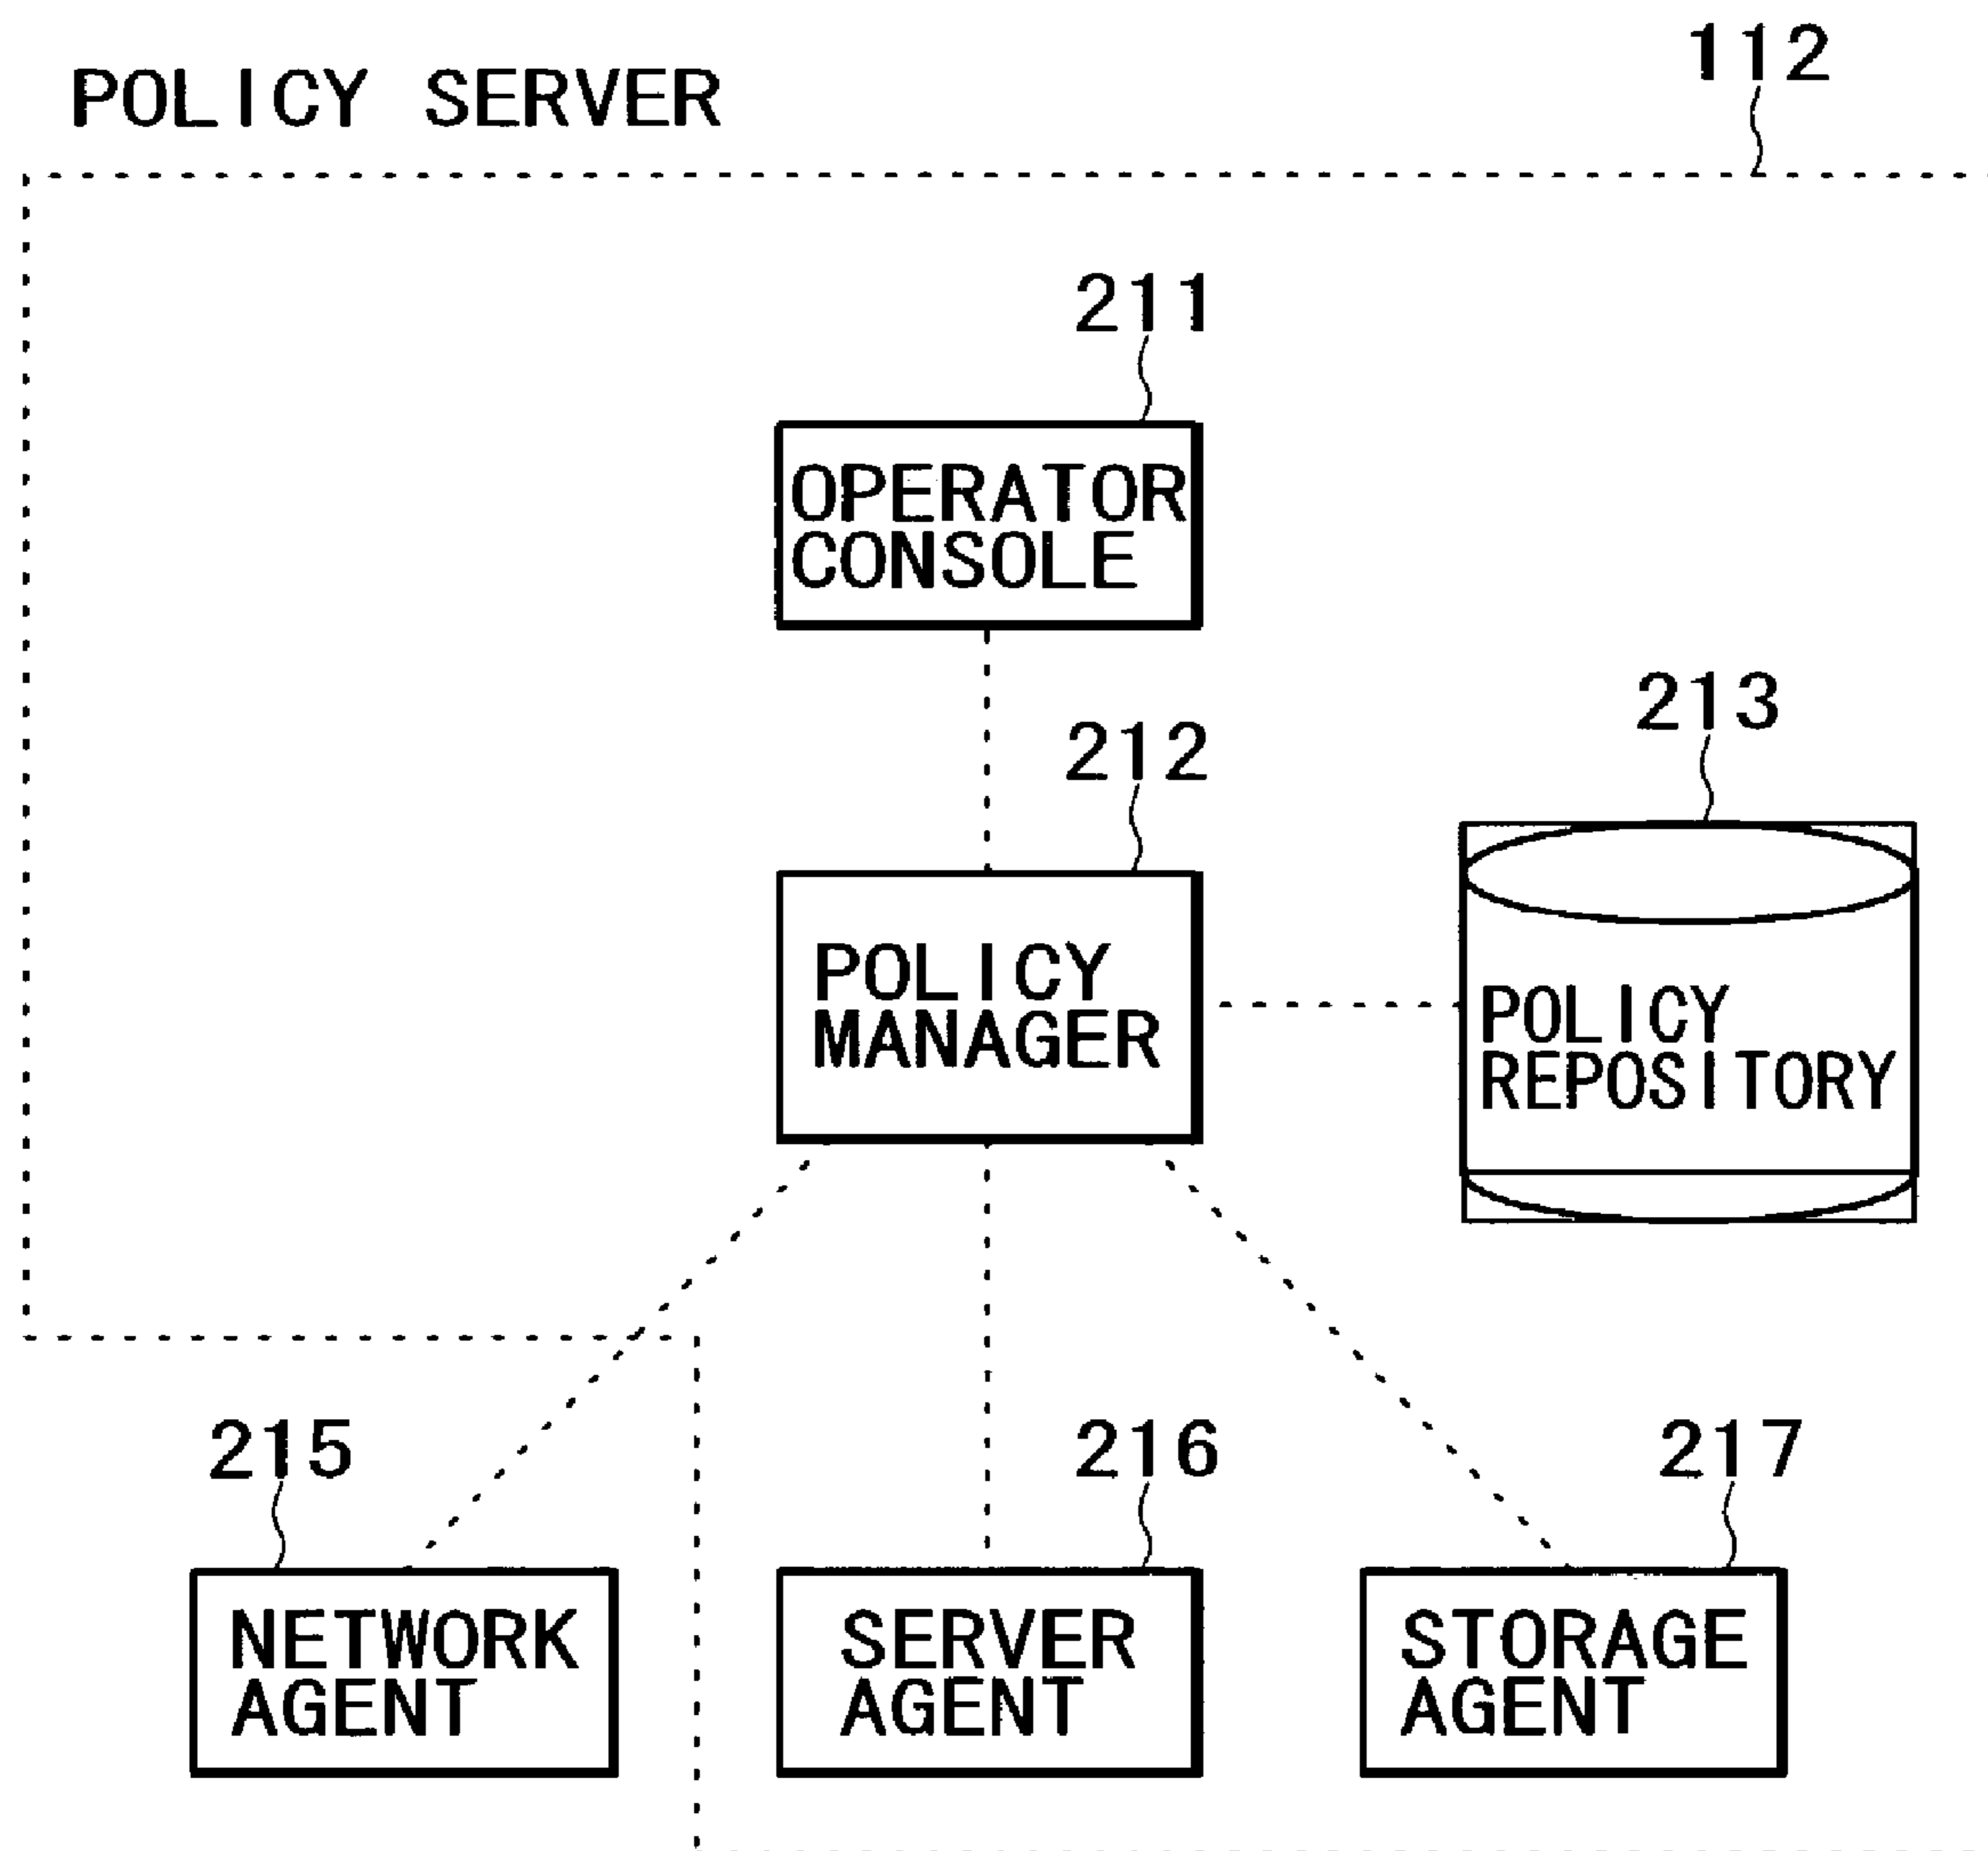 112
POLICY SERVER
211
OPERATOR
CONSOLE
212
213
POLICY
MANAGER
POLICY
REPOSITORY
215
216
217
NETWORK
AGENT
SERVER
AGENT
STORAGE
AGENT